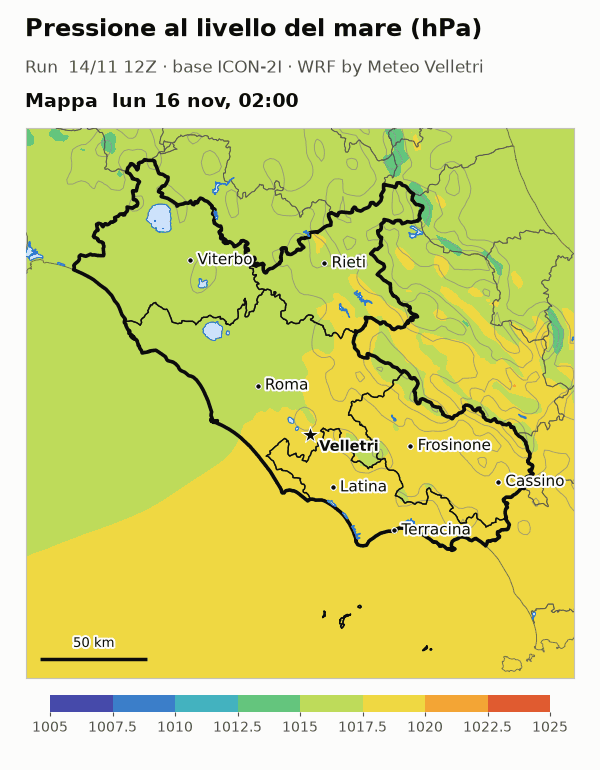 Pressione al livello del mare (hPa)
Run  14/11 12Z · base ICON-2I · WRF by Meteo Velletri
Mappa  lun 16 nov, 02:00
Viterbo
Rieti
Roma
Velletri
Frosinone
Latina
Cassino
Terracina
50 km
1005 1007.5 1010 1012.5 1015 1017.5 1020 1022.5 1025